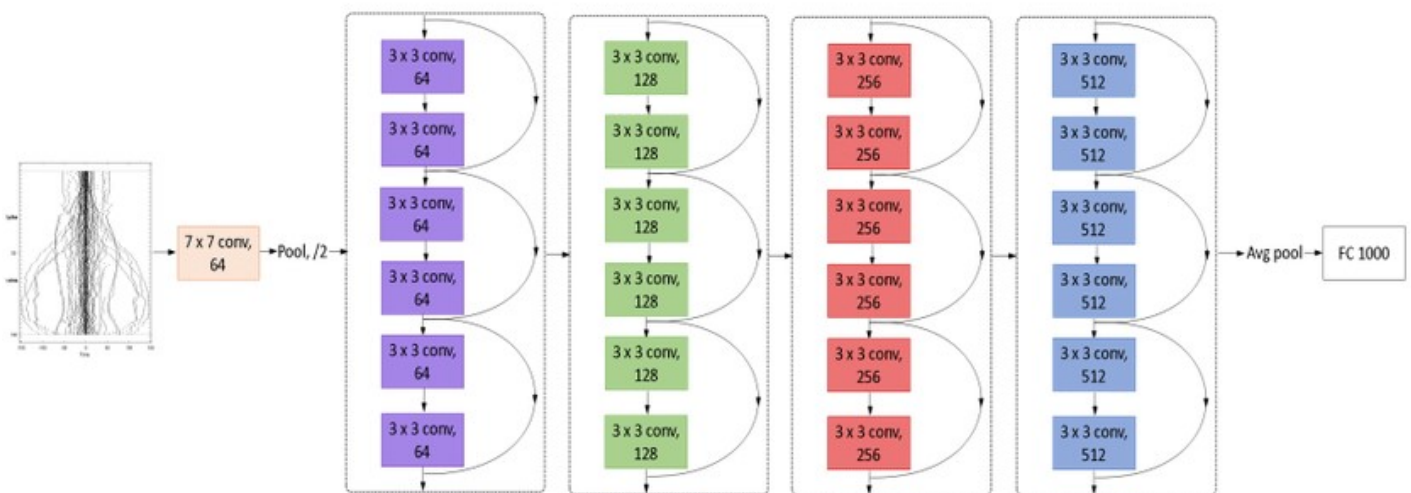 7 x 7 conv,
64
Pool, /2
3 x 3 conv,
64
3 x 3 conv,
64
3 x 3 conv,
64
3 x 3 conv,
64
3 x 3 conv,
64
3 x 3 conv,
64
3 x 3 conv,
128
3 x 3 conv,
128
3 x 3 conv,
128
3 x 3 conv,
128
3 x 3 conv,
128
3 x 3 conv,
128
3 x 3 conv,
256
3 x 3 conv,
256
3 x 3 conv,
256
3 x 3 conv,
256
3 x 3 conv,
256
3 x 3 conv,
256
3 x 3 conv,
512
3 x 3 conv,
512
3 x 3 conv,
512
3 x 3 conv,
512
3 x 3 conv,
512
3 x 3 conv,
512
Avg pool
FC 1000